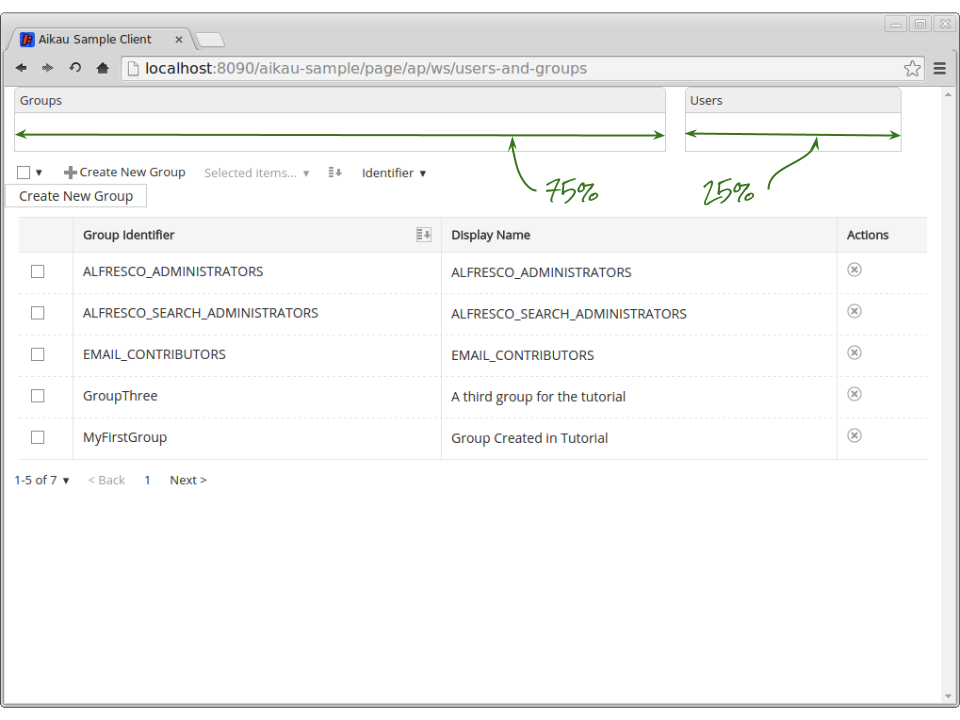 Aikau Sample Client
localhost:8090/aikau-sample/page/ap/ws/users-and-groups
Groups Users
75% 25%
Create New Group Selected items... Identifier
Create New Group
Group Identifier Display Name Actions
ALFRESCO_ADMINISTRATORS ALFRESCO_ADMINISTRATORS
ALFRESCO_SEARCH_ADMINISTRATORS ALFRESCO_SEARCH_ADMINISTRATORS
EMAIL_CONTRIBUTORS EMAIL_CONTRIBUTORS
GroupThree A third group for the tutorial
MyFirstGroup Group Created in Tutorial
1-5 of 7 < Back 1 Next >